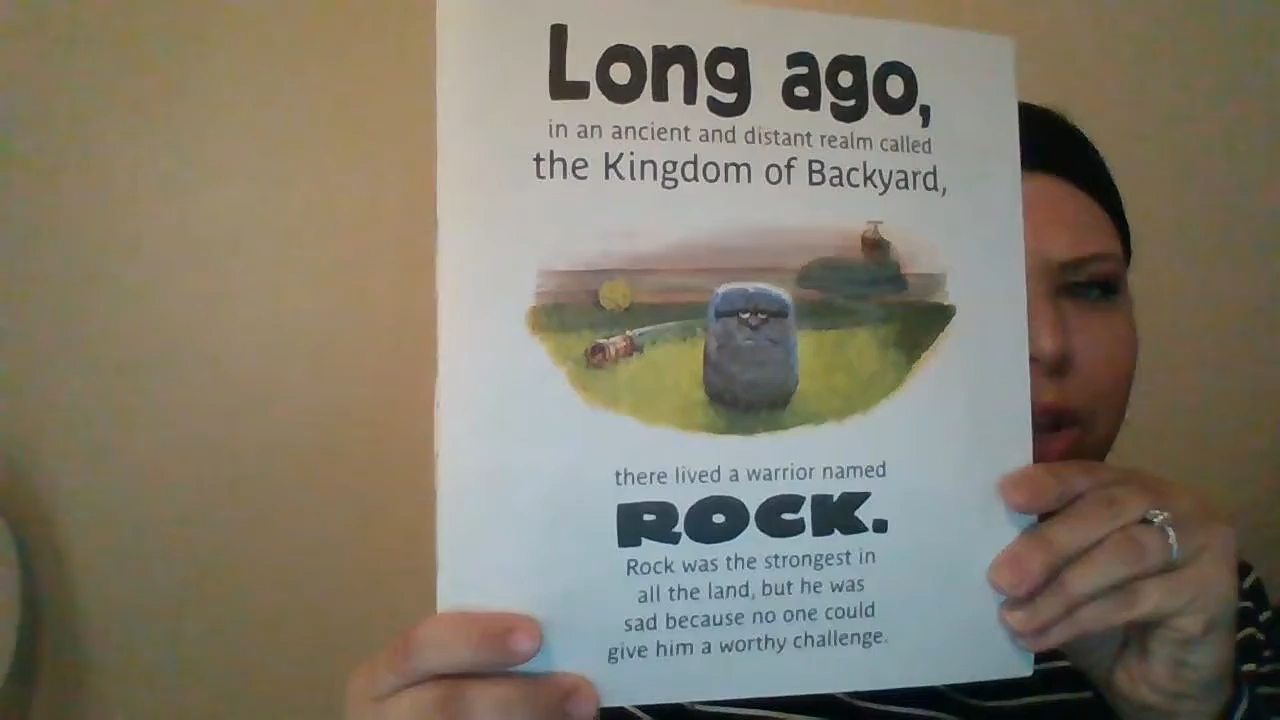 Long ago,
in an ancient and distant realm called
the Kingdom of Backyard,
there lived a warrior named
ROCK.
Rock was the strongest in
all the land, but he was
sad because no one could
give him a worthy challenge.